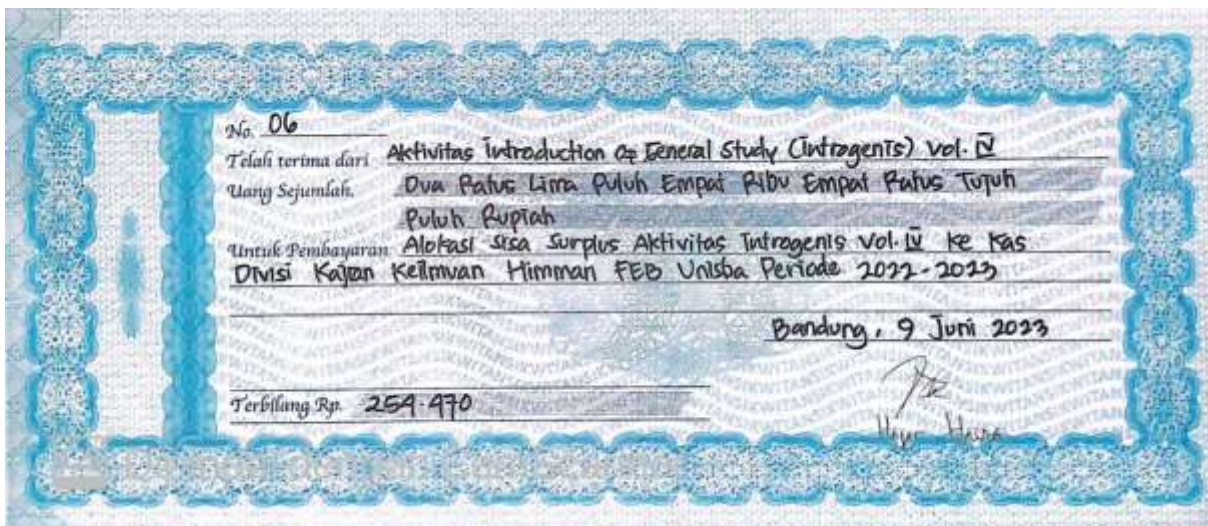 No. 06
Telah terima dari Aktivitas Introduction of General Study (Introgenis) Vol. IV
Uang Sejumlah. Dua Ratus Lima Puluh Empat Ribu Empat Ratus Tujuh
Puluh Rupiah
Untuk Pembayaran Alokasi Sisa Surplus Aktivitas Introgenis Vol. IV ke Kas
Divisi Kajian Keilmuan Himman FEB Unisba Periode 2022-2023
Bandung, 9 Juni 2023
Terbilang Rp. 254.470